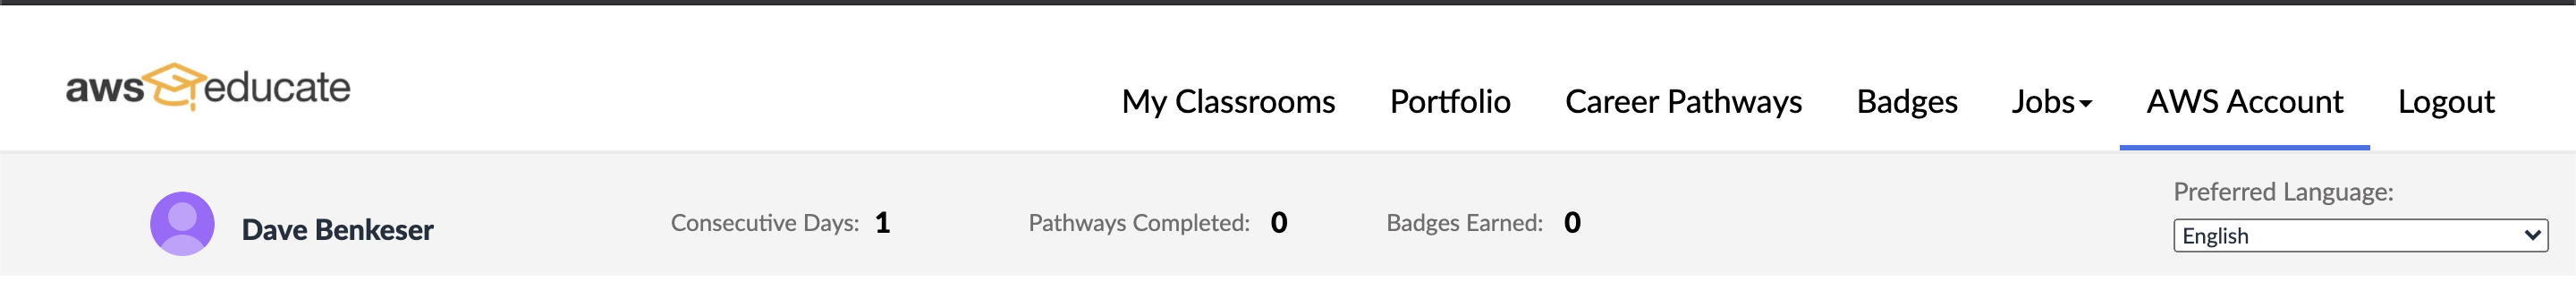 aws educate
My Classrooms Portfolio Career Pathways Badges Jobs AWS Account Logout
Preferred Language:
Dave Benkeser Consecutive Days: 1 Pathways Completed: 0 Badges Earned: 0
English